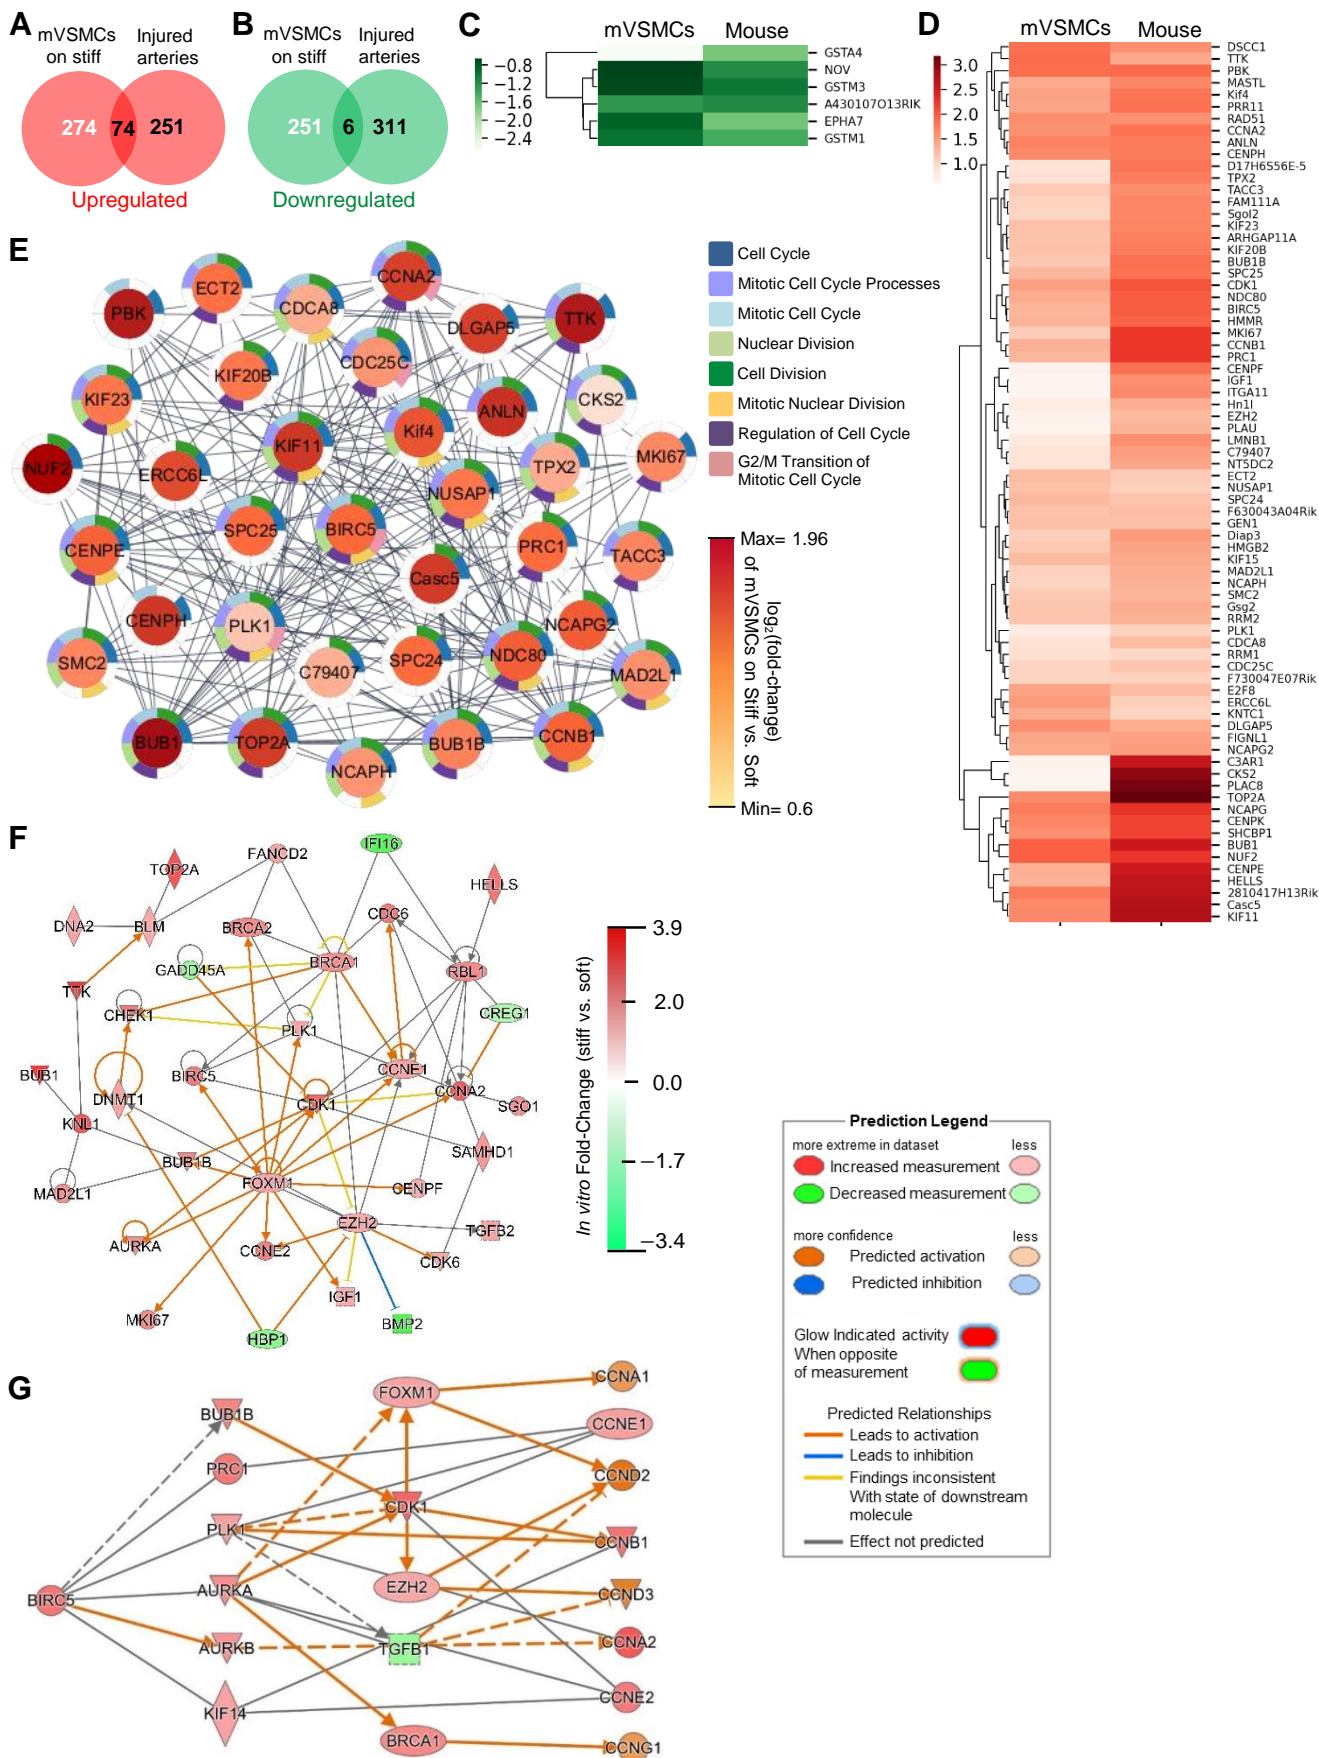 A
mVSMCs
on stiff
Injured
arteries
274
74
251
Upregulated
B
mVSMCs
on stiff
Injured
arteries
251
6
311
Downregulated
C
mVSMCs
Mouse
−0.8
−1.2
−1.6
−2.0
−2.4
GSTA4
NOV
GSTM3
A430107O13RIK
EPHA7
GSTM1
D
mVSMCs
Mouse
3.0
2.5
2.0
1.5
1.0
DSCC1
TTK
PBK
MASTL
Kif4
PRR11
RAD51
CCNA2
ANLN
CENPH
D17H6S56E-5
TPX2
TACC3
FAM111A
Sgol2
KIF23
ARHGAP11A
KIF20B
BUB1B
SPC25
CDK1
NDC80
BIRC5
HMMR
MKI67
CCNB1
PRC1
CENPF
IGF1
ITGA11
Hn1l
EZH2
PLAU
LMNB1
C79407
NT5DC2
ECT2
NUSAP1
SPC24
F630043A04Rik
GEN1
Diap3
HMGB2
KIF15
MAD2L1
NCAPH
SMC2
Gsg2
RRM2
PLK1
CDCA8
RRM1
CDC25C
F730047E07Rik
E2F8
ERCC6L
KNTC1
DLGAP5
FIGNL1
NCAPG2
C3AR1
CKS2
PLAC8
TOP2A
NCAPG
CENPK
SHCBP1
BUB1
NUF2
CENPE
HELLS
2810417H13Rik
Casc5
KIF11
E
PBK
ECT2
CDCA8
CCNA2
DLGAP5
TTK
KIF20B
CDC25C
KIF23
ANLN
CKS2
KIF11
Kif4
NUF2
ERCC6L
NUSAP1
TPX2
MKI67
CENPE
SPC25
BIRC5
PRC1
TACC3
Casc5
CENPH
PLK1
NCAPG2
SMC2
C79407
SPC24
NDC80
MAD2L1
BUB1
TOP2A
NCAPH
BUB1B
CCNB1
Cell Cycle
Mitotic Cell Cycle Processes
Mitotic Cell Cycle
Nuclear Division
Cell Division
Mitotic Nuclear Division
Regulation of Cell Cycle
G2/M Transition of
Mitotic Cell Cycle
Max= 1.96
log₂(fold-change)
of mVSMCs on Stiff vs. Soft
Min= 0.6
F
IFI16
FANCD2
TOP2A
HELLS
DNA2
BLM
BRCA2
CDC6
GADD45A
BRCA1
RBL1
TTK
CHEK1
PLK1
CREG1
BUB1
DNMT1
BIRC5
CCNE1
CDK1
CCNA2
SGO1
KNL1
BUB1B
SAMHD1
MAD2L1
FOXM1
CENPF
EZH2
TGFB2
AURKA
CCNE2
CDK6
IGF1
MKI67
HBP1
BMP2
3.9
2.0
0.0
−1.7
−3.4
In vitro Fold-Change (stiff vs. soft)
Prediction Legend
more extreme in dataset
less
Increased measurement
Decreased measurement
more confidence
less
Predicted activation
Predicted inhibition
Glow Indicated activity
When opposite
of measurement
Predicted Relationships
Leads to activation
Leads to inhibition
Findings inconsistent
With state of downstream
molecule
Effect not predicted
G
BIRC5
BUB1B
PRC1
PLK1
AURKA
AURKB
KIF14
FOXM1
CDK1
EZH2
TGFB1
BRCA1
CCNA1
CCNE1
CCND2
CCNB1
CCND3
CCNA2
CCNE2
CCNG1